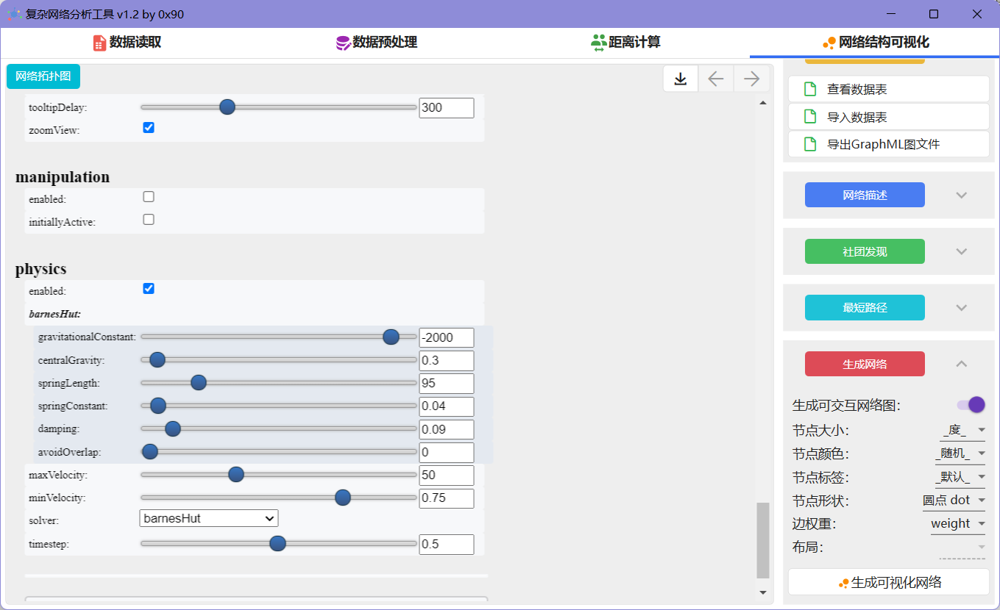 复杂网络分析工具 v1.2 by 0x90
数据读取
数据预处理
距离计算
网络结构可视化
网络拓扑图
tooltipDelay:
300
zoomView:
manipulation
enabled:
initiallyActive:
physics
enabled:
barnesHut:
gravitationalConstant:
-2000
centralGravity:
0.3
springLength:
95
springConstant:
0.04
damping:
0.09
avoidOverlap:
0
maxVelocity:
50
minVelocity:
0.75
solver:
barnesHut
timestep:
0.5
查看数据表
导入数据表
导出GraphML图文件
网络描述
社团发现
最短路径
生成网络
生成可交互网络图：
节点大小：
_度_
节点颜色：
_随机_
节点标签：
_默认_
节点形状：
圆点 dot
边权重：
weight
布局：
生成可视化网络